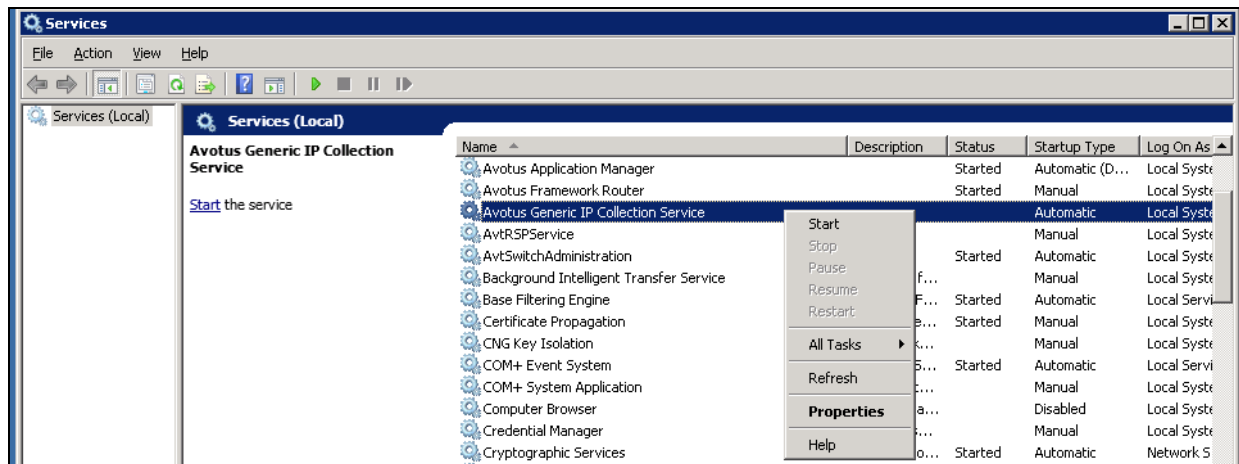 Services
File Action View Help
Services (Local)
Services (Local)
Avotus Generic IP Collection Service
Start the service
Name Description Status Startup Type Log On As
Avotus Application Manager Started Automatic (D... Local Syste
Avotus Framework Router Started Manual Local Syste
Avotus Generic IP Collection Service Automatic Local Syste
AvtRSPService Manual Local Syste
AvtSwitchAdministration Started Automatic Local Syste
Background Intelligent Transfer Service f... Manual Local Syste
Base Filtering Engine F... Started Automatic Local Servi
Certificate Propagation e... Started Manual Local Syste
CNG Key Isolation Manual Local Syste
COM+ Event System Started Automatic Local Servi
COM+ System Application Manual Local Syste
Computer Browser a... Disabled Local Syste
Credential Manager Manual Local Syste
Cryptographic Services o... Started Automatic Network S
Start
Stop
Pause
Resume
Restart
All Tasks
Refresh
Properties
Help